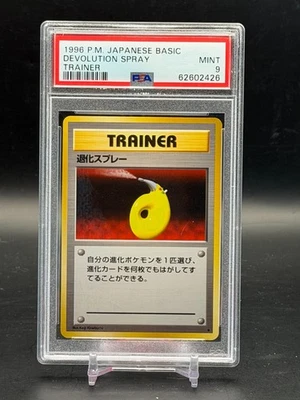 1996 P.M. JAPANESE BASIC
DEVOLUTION SPRAY
TRAINER
MINT
9
PSA
62602426
TRAINER
退化スプレー
自分の進化ポケモンを1匹選び、
進化カードを何枚でもはがしてす
てることができる。